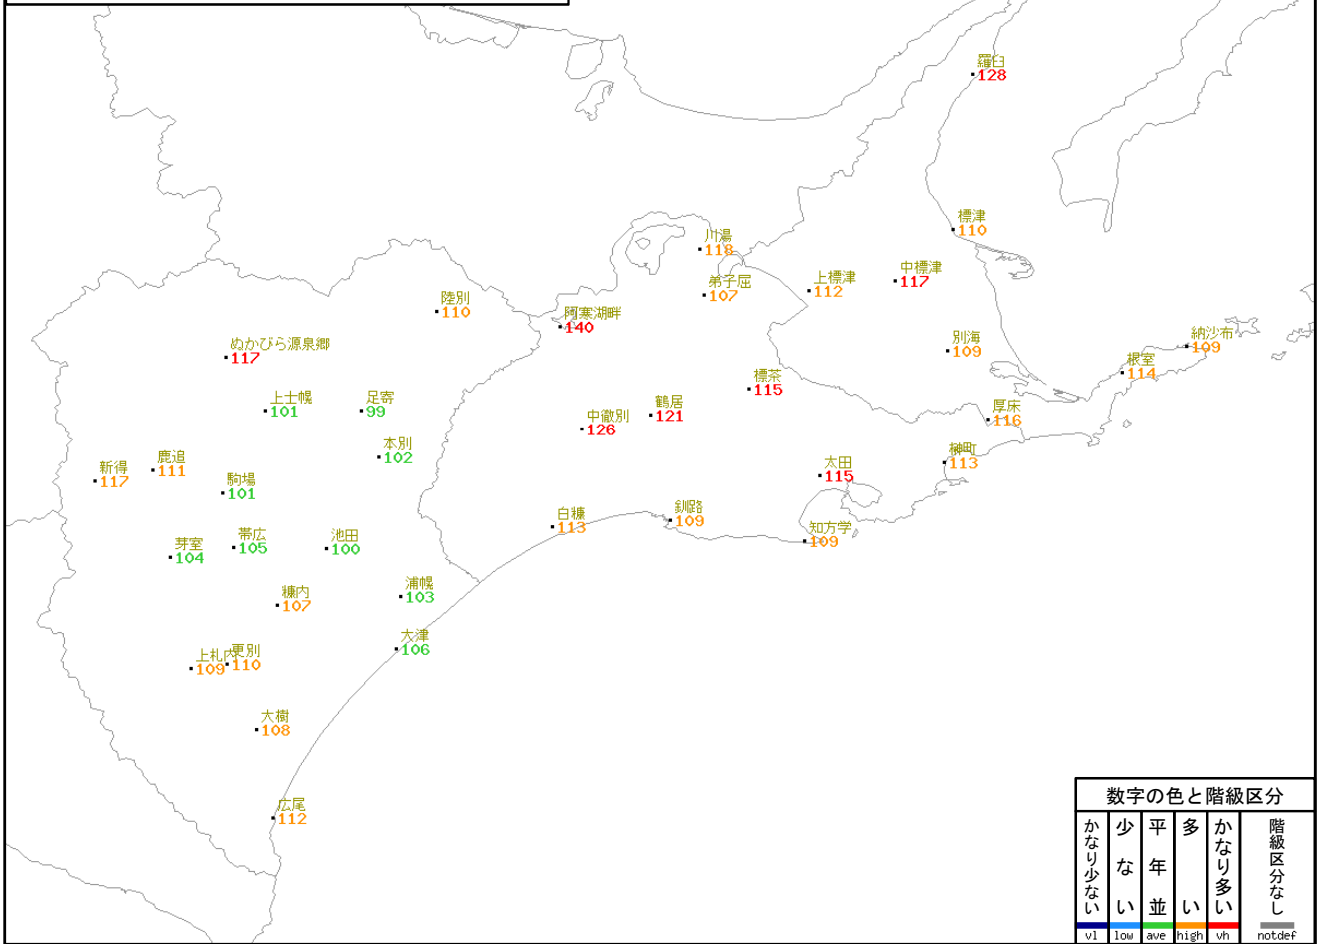 羅臼
128
標津
110
川湯
118
中標津
117
上標津
112
弟子屈
107
陸別
110
阿寒湖畔
140
納沙布
109
ぬかびら源泉郷
117
別海
109
根室
114
標茶
115
上士幌
101
足寄
99
鶴居
121
厚床
116
中徹別
126
本別
102
榊町
113
鹿追
111
新得
117
太田
115
駒場
101
釧路
109
白糠
113
知方学
109
帯広
105
池田
100
芽室
104
浦幌
103
糠内
107
大津
106
更別
110
上札内
109
大樹
108
広尾
112
数字の色と階級区分
かなり少ない
少ない
平年並
多い
かなり多い
階級区分なし
vl low ave high vh notdef